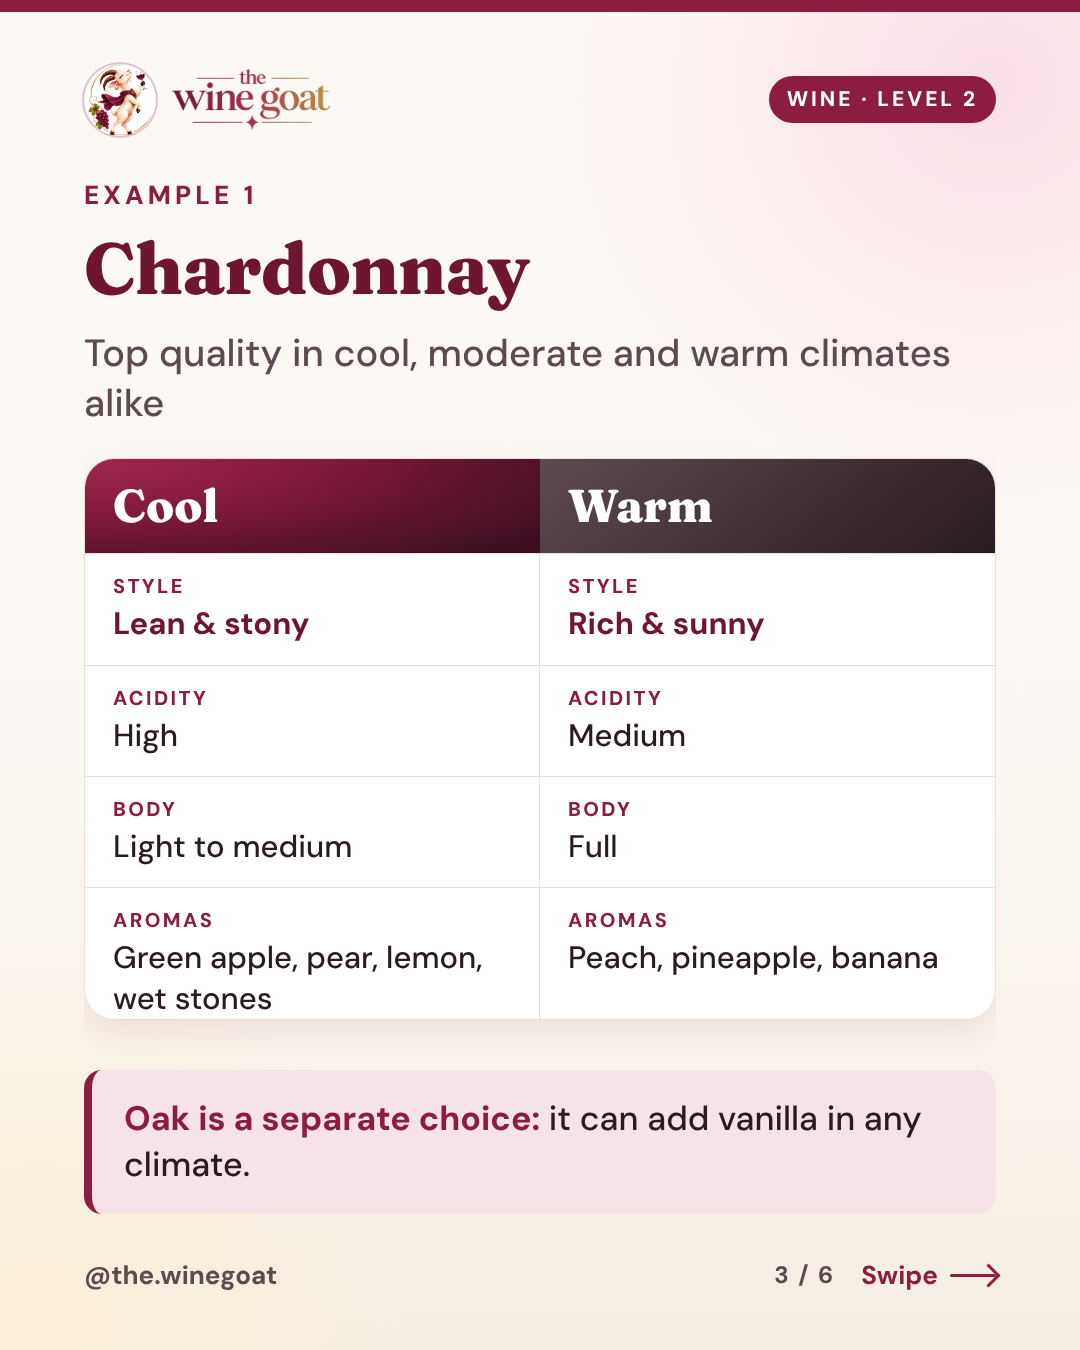 the
wine goat
WINE · LEVEL 2
EXAMPLE 1
Chardonnay
Top quality in cool, moderate and warm climates
alike
Cool
Warm
STYLE
Lean & stony
STYLE
Rich & sunny
ACIDITY
High
ACIDITY
Medium
BODY
Light to medium
BODY
Full
AROMAS
Green apple, pear, lemon,
wet stones
AROMAS
Peach, pineapple, banana
Oak is a separate choice: it can add vanilla in any
climate.
@the.winegoat
3 / 6
Swipe